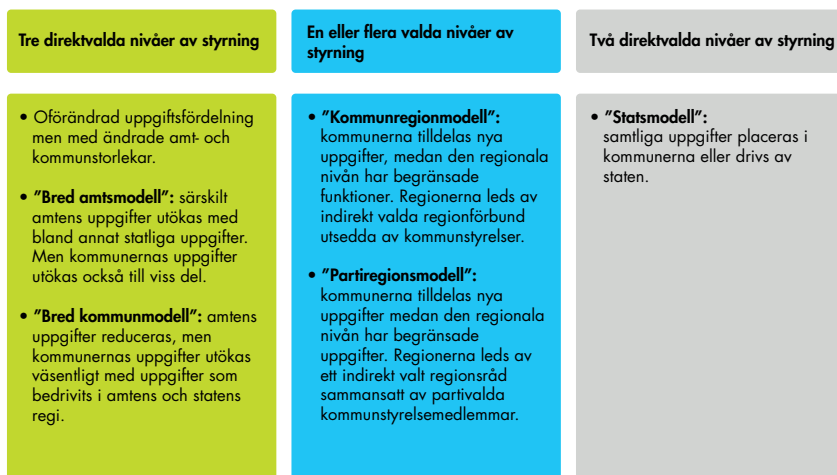 Tre direktvalda nivåer av styrning
En eller flera valda nivåer av
styrning
Två direktvalda nivåer av styrning
• Oförändrad uppgiftsfördelning
men med ändrade amt- och
kommunstorlekar.
• ”Bred amtsmodell”: särskilt
amtens uppgifter utökas med
bland annat statliga uppgifter.
Men kommunernas uppgifter
utökas också till viss del.
• ”Bred kommunmodell”: amtens
uppgifter reduceras, men
kommunernas uppgifter utökas
väsentligt med uppgifter som
bedrivits i amtens och statens
regi.
• ”Kommunregionmodell”:
kommunerna tilldelas nya
uppgifter, medan den regionala
nivån har begränsade
funktioner. Regionerna leds av
indirekt valda regionförbund
utsedda av kommunstyrelser.
• ”Partiregionsmodell”:
kommunerna tilldelas nya
uppgifter medan den regionala
nivån har begränsade
uppgifter. Regionerna leds av
ett indirekt valt regionsråd
sammansatt av partivalda
kommunstyrelsemedlemmar.
• ”Statsmodell”:
samtliga uppgifter placeras i
kommunerna eller drivs av
staten.